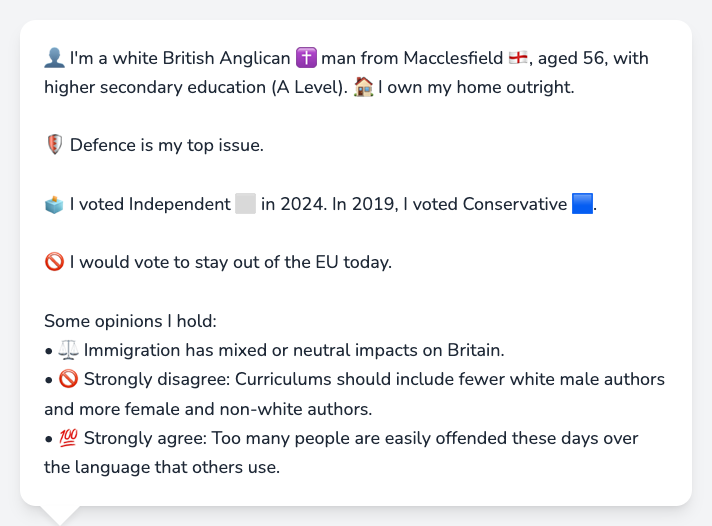 👤 I'm a white British Anglican ✝️ man from Macclesfield 🏴󠁧󠁢󠁥󠁮󠁧󠁿, aged 56, with
higher secondary education (A Level). 🏠 I own my home outright.
🛡️ Defence is my top issue.
🗳️ I voted Independent ⬜ in 2024. In 2019, I voted Conservative 🟦.
🚫 I would vote to stay out of the EU today.
Some opinions I hold:
• ⚖️ Immigration has mixed or neutral impacts on Britain.
• 🚫 Strongly disagree: Curriculums should include fewer white male authors
and more female and non-white authors.
• 💯 Strongly agree: Too many people are easily offended these days over
the language that others use.